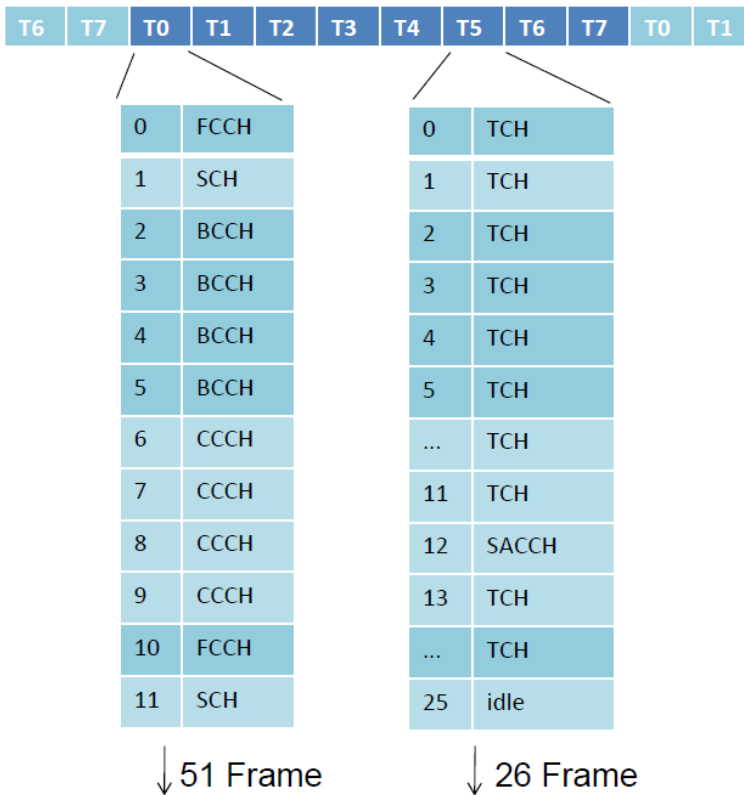 T6 T7 T0 T1 T2 T3 T4 T5 T6 T7 T0 T1
0 FCCH
1 SCH
2 BCCH
3 BCCH
4 BCCH
5 BCCH
6 CCCH
7 CCCH
8 CCCH
9 CCCH
10 FCCH
11 SCH
51 Frame
0 TCH
1 TCH
2 TCH
3 TCH
4 TCH
5 TCH
... TCH
11 TCH
12 SACCH
13 TCH
... TCH
25 idle
26 Frame